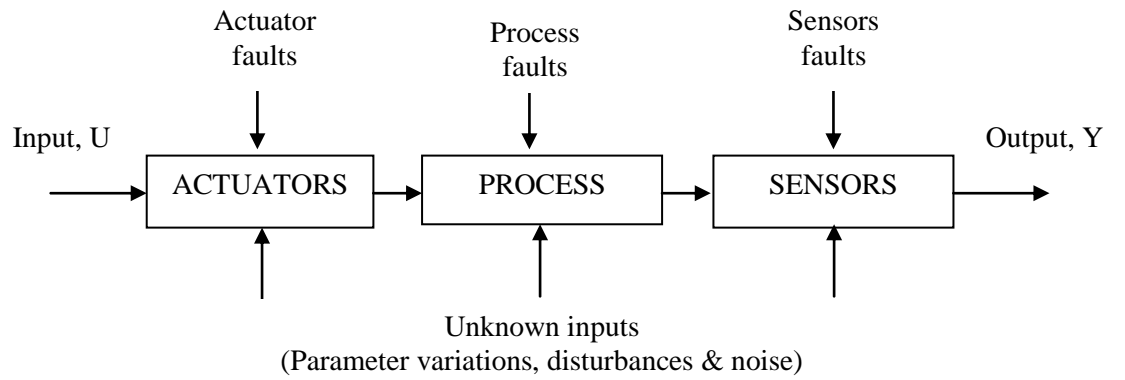 Actuator
faults
Process
faults
Sensors
faults
Input, U
Output, Y
ACTUATORS
PROCESS
SENSORS
Unknown inputs
(Parameter variations, disturbances & noise)